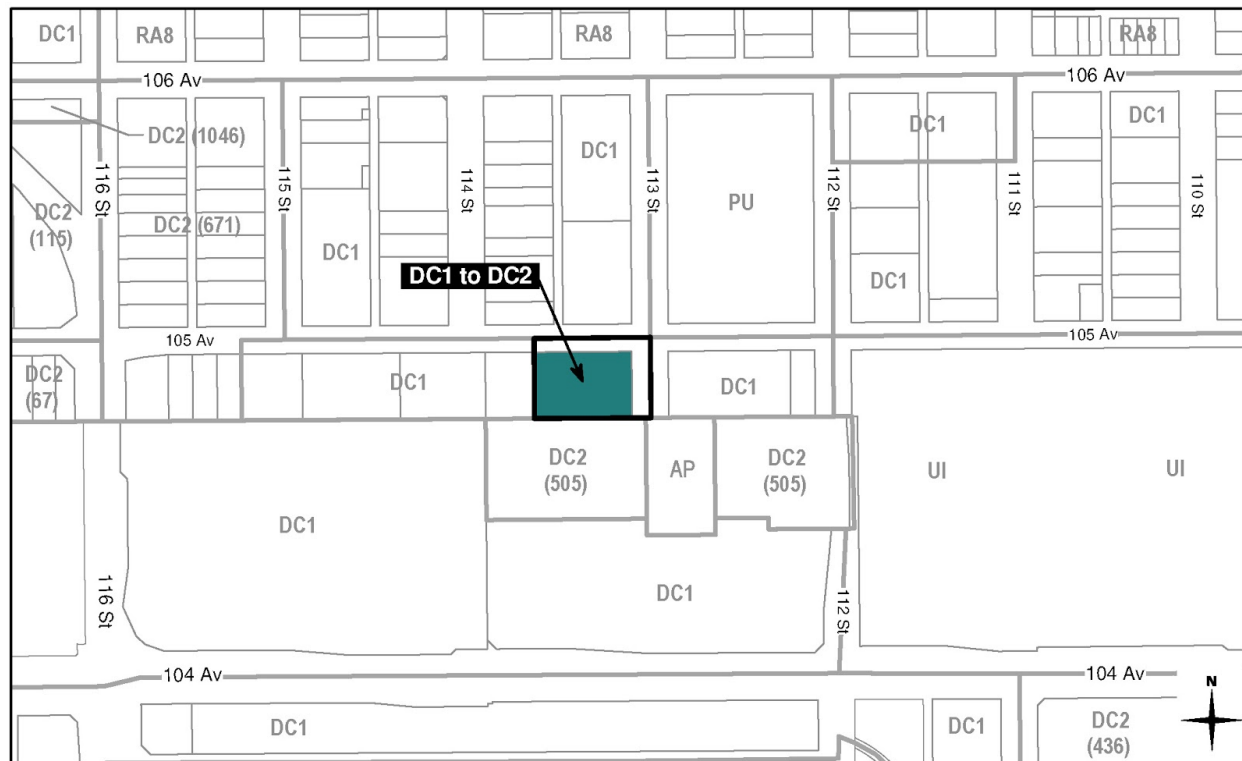 DC1
RA8
RA8
RA8
106 Av
106 Av
DC2 (1046)
DC1
DC1
DC1
116 St
115 St
114 St
113 St
112 St
111 St
110 St
DC2
(115)
DC2 (671)
DC1
PU
DC1
DC1 to DC2
105 Av
105 Av
DC2
(67)
DC1
DC1
DC2
(505)
AP
DC2
(505)
UI
UI
DC1
DC1
116 St
112 St
104 Av
104 Av
N
DC1
DC1
DC2
(436)